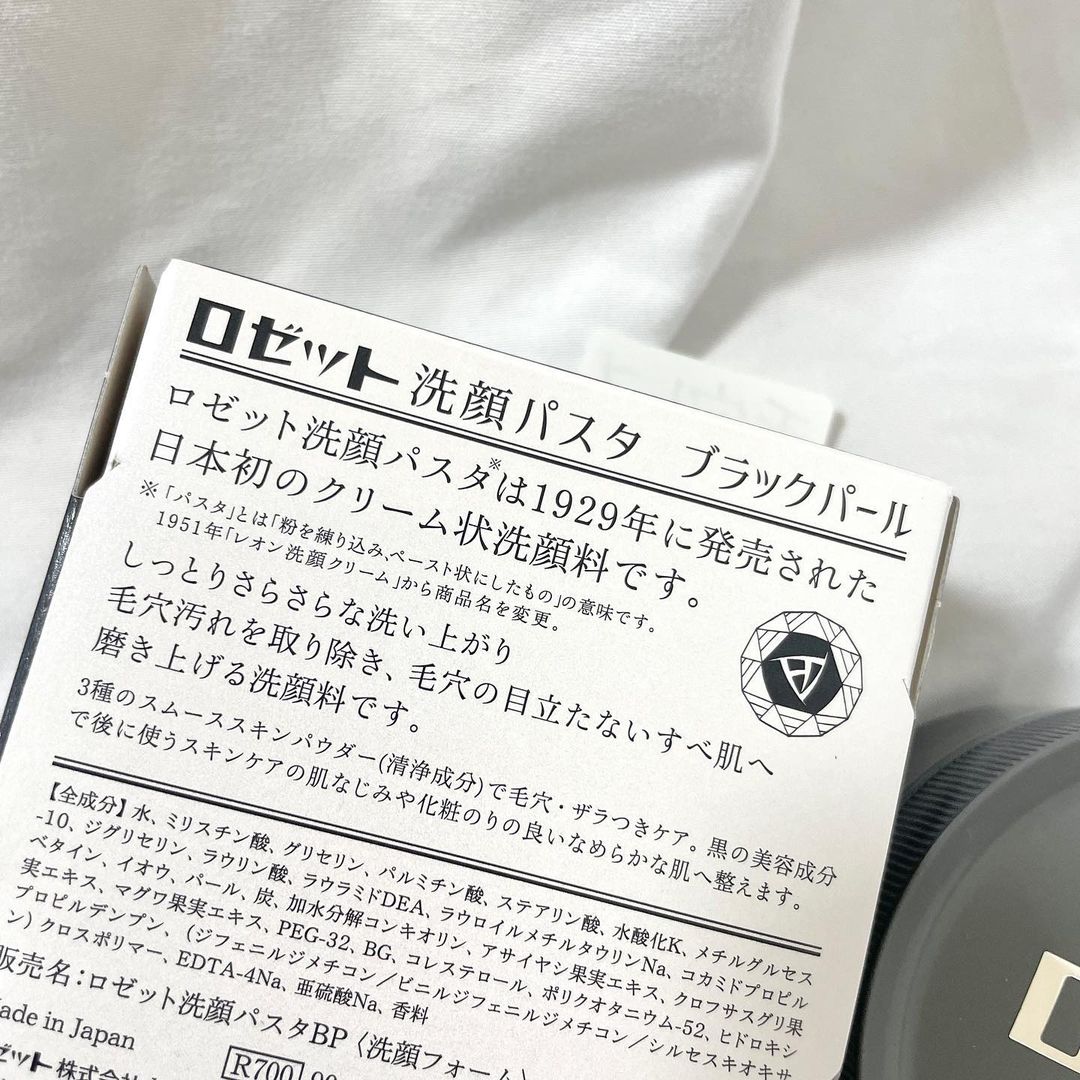 ロゼット洗顔パスタ ブラックパール
ロゼット洗顔パスタ※は1929年に発売された
日本初のクリーム状洗顔料です。
※「パスタ」とは「粉を練り込み、ペースト状にしたもの」の意味です。
1951年「レオン洗顔クリーム」から商品名を変更。
しっとりさらさらな洗い上がり
毛穴汚れを取り除き、毛穴の目立たないすべ肌へ
磨き上げる洗顔料です。
3種のスムーススキンパウダー(清浄成分)で毛穴・ザラつきケア。黒の美容成分
で後に使うスキンケアの肌なじみや化粧のりの良いなめらかな肌へ整えます。
【全成分】水、ミリスチン酸、グリセリン、パルミチン酸、ステアリン酸、水酸化K、メチルグルセス
-10、ジグリセリン、ラウリン酸、ラウラミドDEA、ラウロイルメチルタウリンNa、コカミドプロピル
ベタイン、イオウ、パール、炭、加水分解コンキオリン、アサイヤシ果実エキス、クロフサスグリ果
実エキス、マグワ果実エキス、PEG-32、BG、コレステロール、ポリクオタニウム-52、ヒドロキシ
プロピルデンプン、(ジフェニルジメチコン/ビニルジフェニルジメチコン/シルセスキオキサ
ン)クロスポリマー、EDTA-4Na、亜硫酸Na、香料
販売名:ロゼット洗顔パスタBP〈洗顔フォーム〉
Made in Japan
ロゼット株式会社
R700